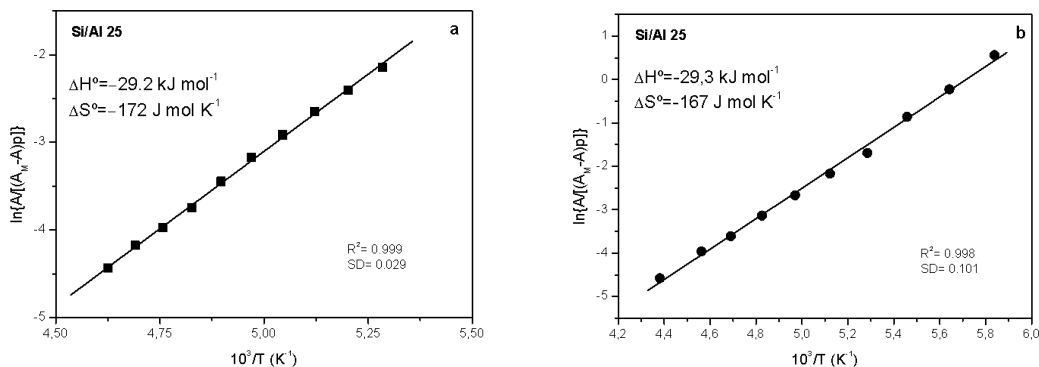 Si/Al 25
a
ΔHº=−29.2 kJ mol⁻¹
ΔSº=−172 J mol K⁻¹
-2
-3
-4
-5
ln{A/[(A_M-A)p]}
R²= 0.999
SD= 0.029
4,50
4,75
5,00
5,25
5,50
10³/T (K⁻¹)
Si/Al 25
b
ΔHº=-29,3 kJ mol⁻¹
ΔSº=-167 J mol K⁻¹
1
0
-1
-2
-3
-4
-5
ln{A/[(A_M-A)p]}
R²= 0.998
SD= 0.101
4,2
4,4
4,6
4,8
5,0
5,2
5,4
5,6
5,8
6,0
10³/T (K⁻¹)